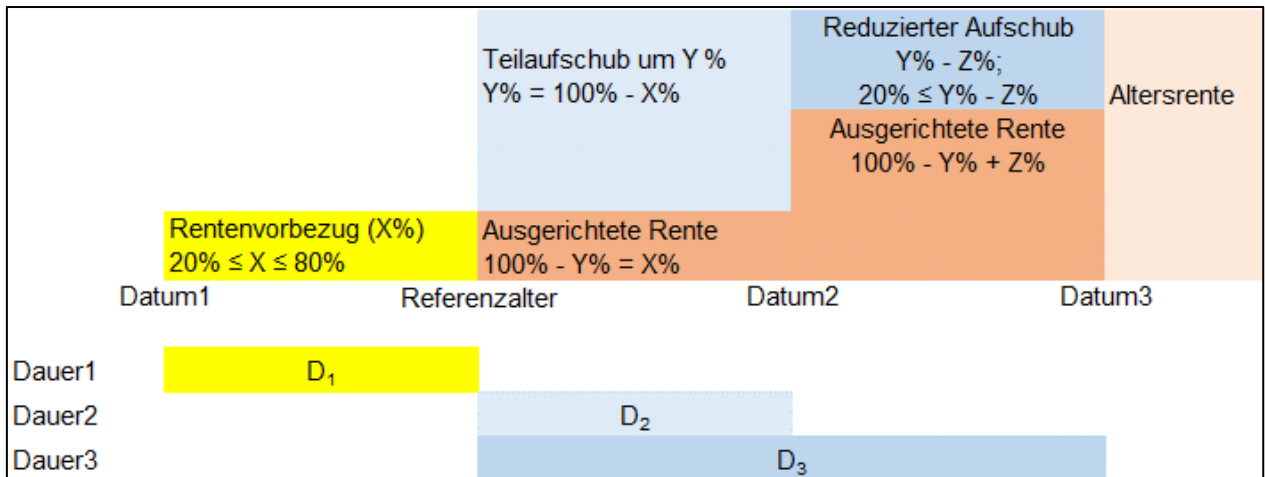 Teilaufschub um Y %
Y% = 100% - X%
Reduzierter Aufschub
Y% - Z%;
20% ≤ Y% - Z%
Altersrente
Ausgerichtete Rente
100% - Y% + Z%
Rentenvorbezug (X%)
20% ≤ X ≤ 80%
Ausgerichtete Rente
100% - Y% = X%
Datum1
Referenzalter
Datum2
Datum3
Dauer1
D₁
Dauer2
D₂
Dauer3
D₃